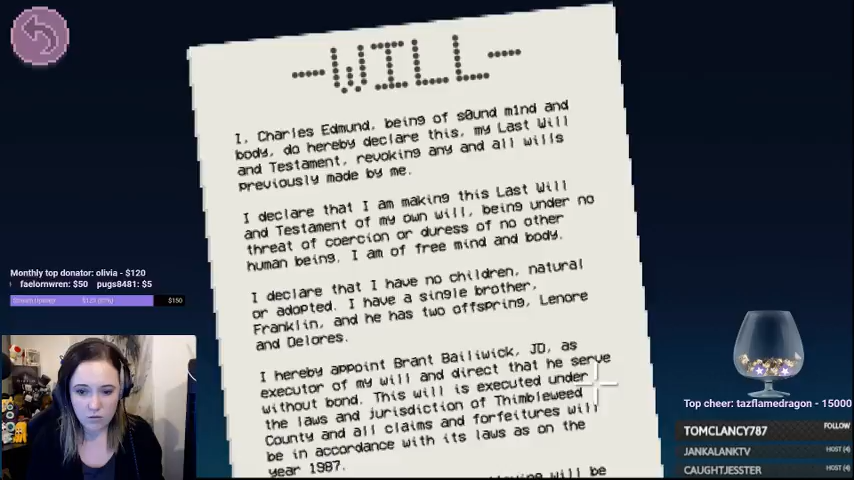 -WILL-
I, Charles Edmund, being of s0und m1nd and
body, do hereby declare this, my Last Will
and Testament, revoking any and all wills
previously made by me.
I declare that I am making this Last Will
and Testament of my own will, being under no
threat of coercion or duress of no other
human being. I am of free mind and body.
I declare that I have no children, natural
or adopted. I have a single brother,
Franklin, and he has two offspring, Lenore
and Delores.
I hereby appoint Brant Bailiwick, JD, as
executor of my will and direct that he serve
without bond. This will is executed under
the laws and jurisdiction of Thimbleweed
County and all claims and forfeitures will
be in accordance with its laws as on the
year 1987.
will be
Monthly top donator: olivia - $120
faelornwren: $50 pugs8481: $5
$150
Top cheer: tazflamedragon - 15000
TOMCLANCY787 FOLLOW
JANKALANKTV HOST (4)
CAUGHTJESSTER HOST (4)